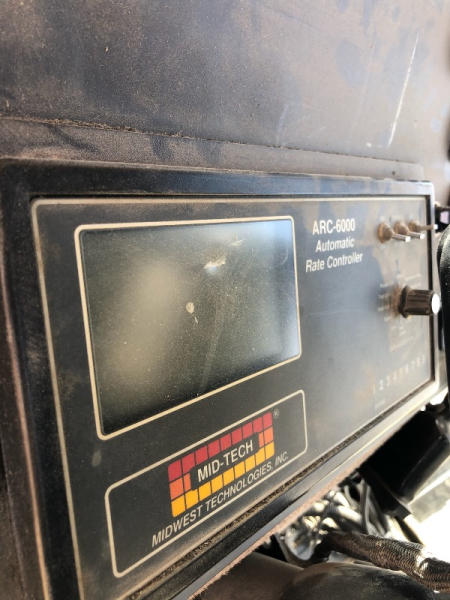 ARC-6000
Automatic
Rate Controller
MID-TECH
®
MIDWEST TECHNOLOGIES, INC.